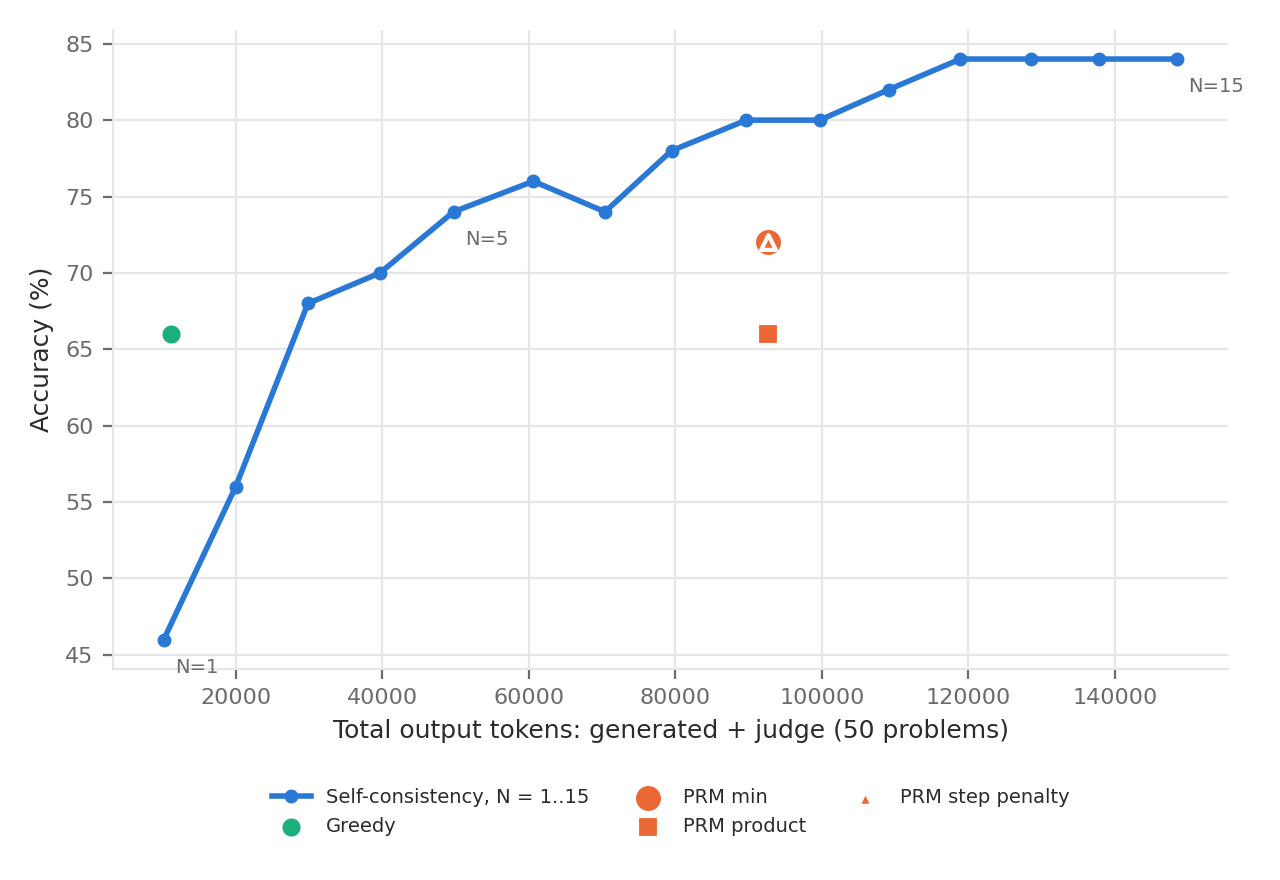 85
80
75
70
65
60
55
50
45
Accuracy (%)
N=15
N=5
N=1
20000 40000 60000 80000 100000 120000 140000
Total output tokens: generated + judge (50 problems)
Self-consistency, N = 1..15 PRM min PRM step penalty
Greedy PRM product